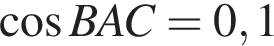 cos BAC = 0,1